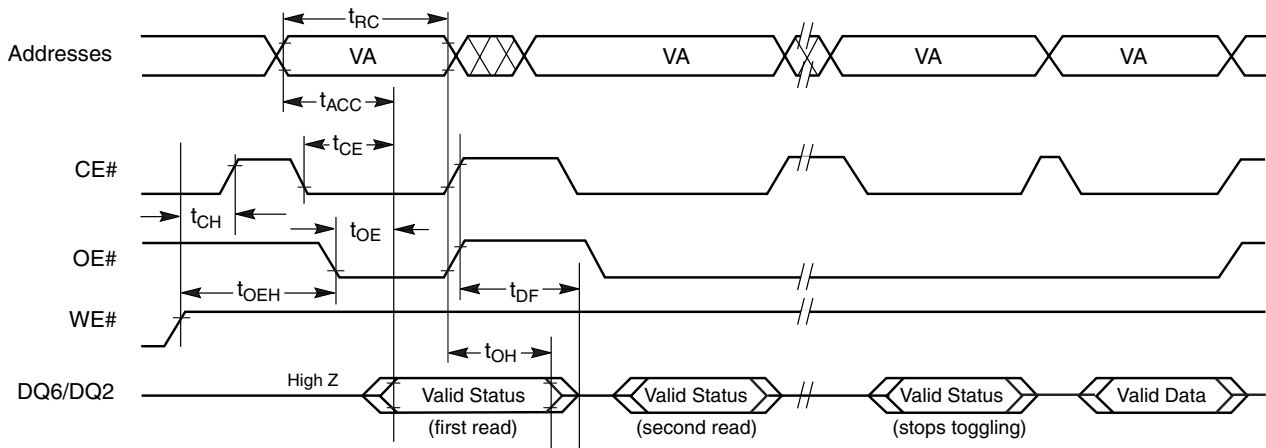 tRC
Addresses VA VA VA VA
tACC
tCE
CE#
tCH
tOE
OE#
tOEH
tDF
WE#
tOH
High Z
DQ6/DQ2 Valid Status Valid Status Valid Status Valid Data
(first read) (second read) (stops toggling)